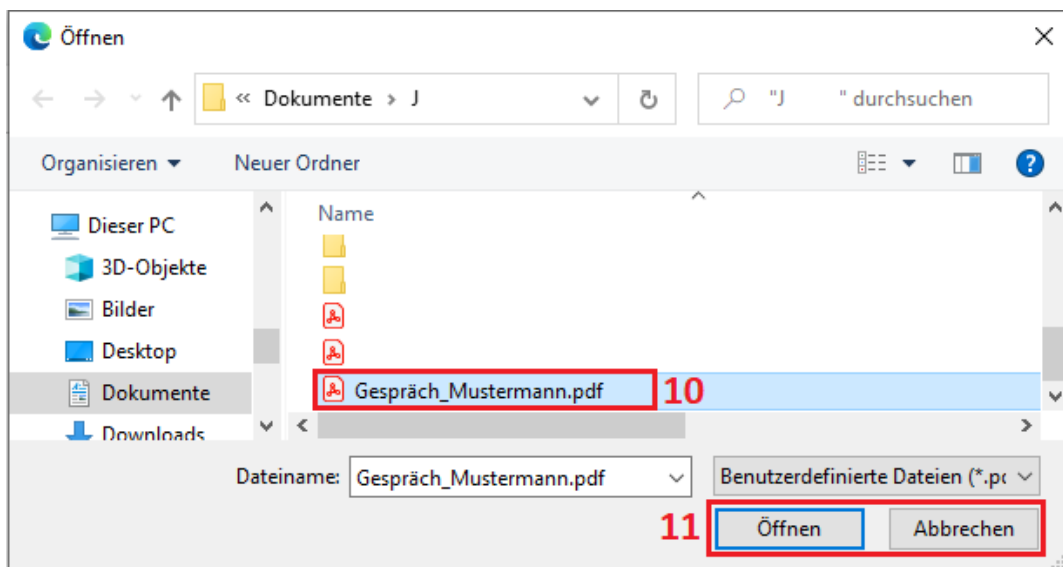 Öffnen
« Dokumente › J
"J " durchsuchen
Organisieren
Neuer Ordner
Name
Dieser PC
3D-Objekte
Bilder
Desktop
Dokumente
Downloads
Gespräch_Mustermann.pdf 10
Dateiname: Gespräch_Mustermann.pdf
Benutzerdefinierte Dateien (*.pd
11 Öffnen Abbrechen